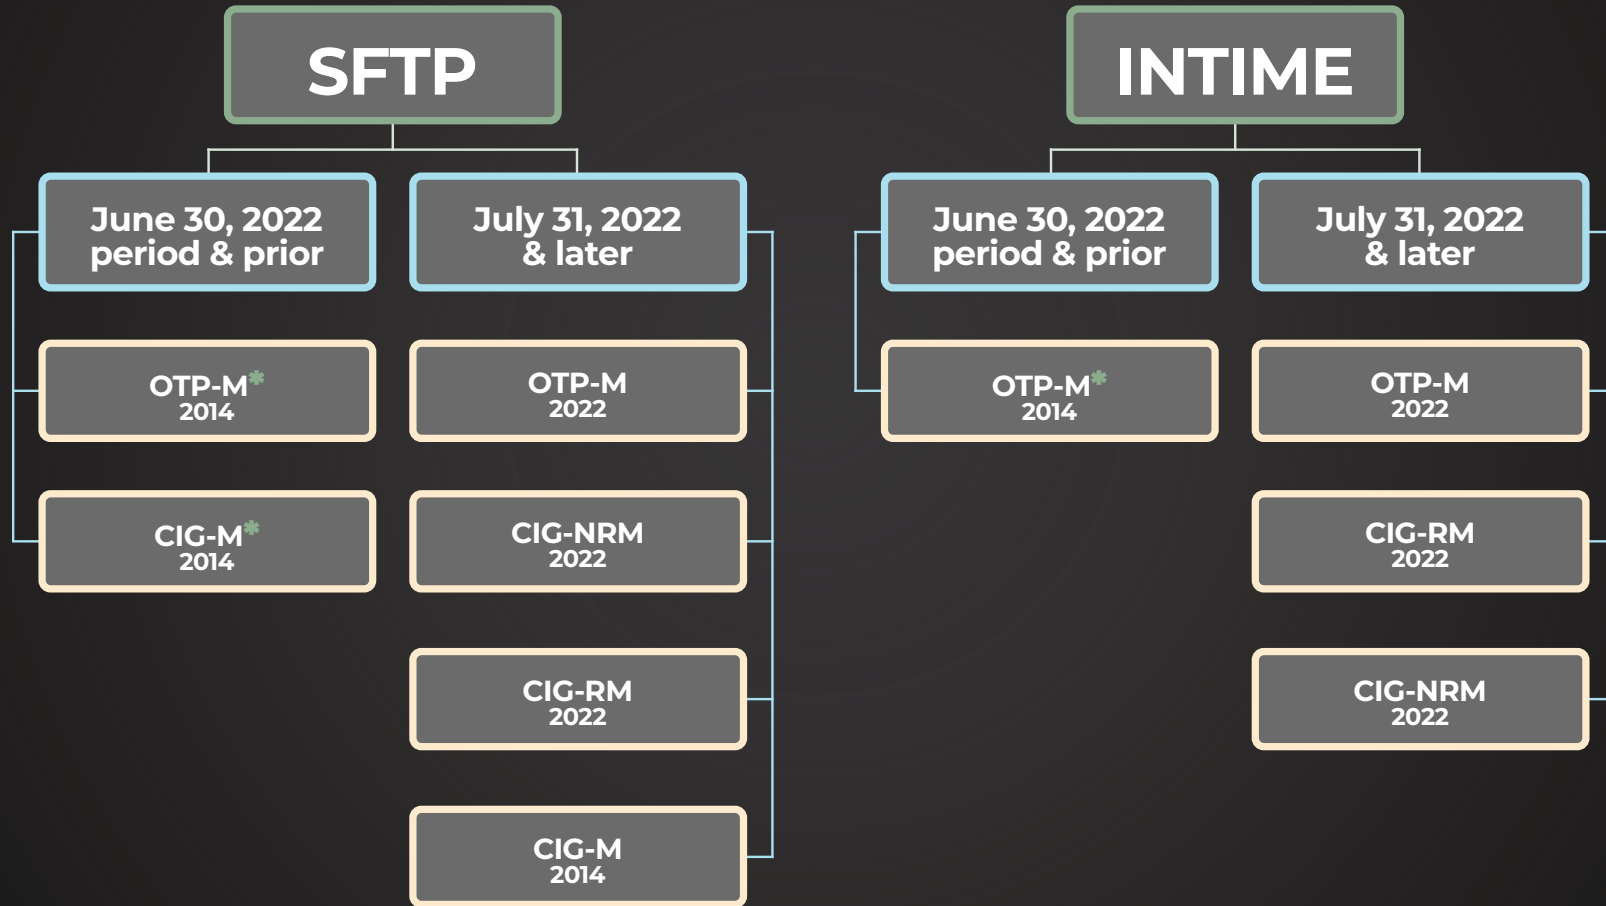 SFTP
June 30, 2022
period & prior
OTP-M*
2014
CIG-M*
2014
July 31, 2022
& later
OTP-M
2022
CIG-NRM
2022
CIG-RM
2022
CIG-M
2014
INTIME
June 30, 2022
period & prior
OTP-M*
2014
July 31, 2022
& later
OTP-M
2022
CIG-RM
2022
CIG-NRM
2022